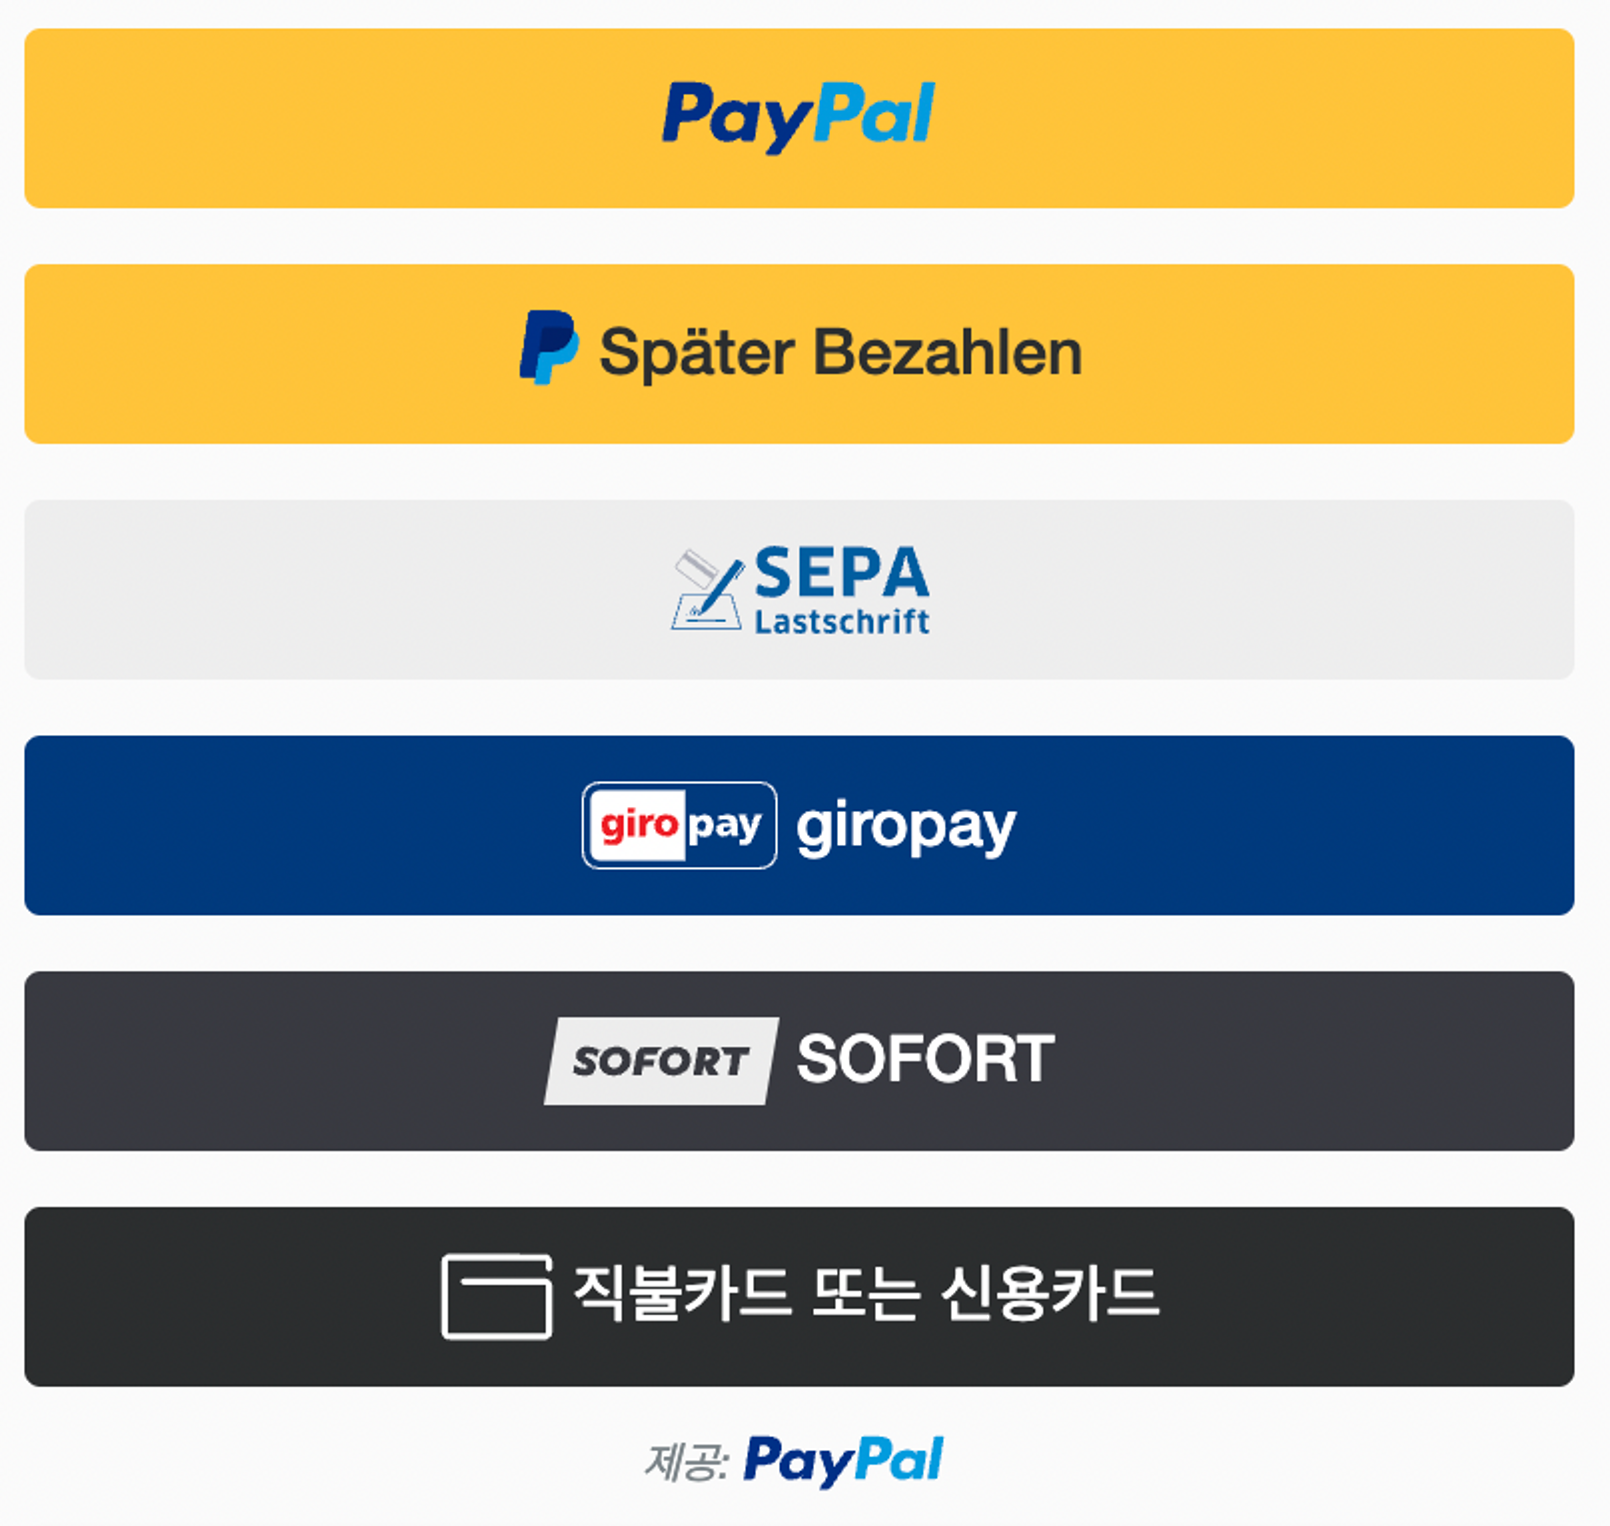 PayPal
Später Bezahlen
SEPA
Lastschrift
giro pay giropay
SOFORT SOFORT
직불카드 또는 신용카드
제공: PayPal